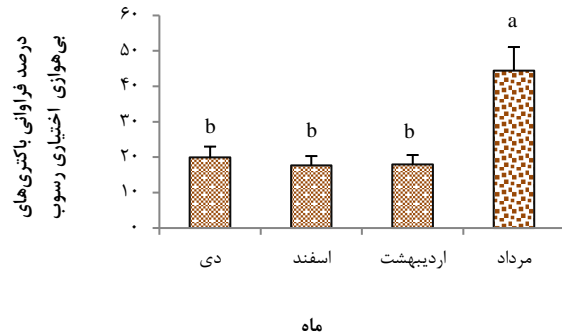 درصد فراوانی باکتری‌های
بی‌هوازی اختیاری رسوب
۶۰
۵۰
۴۰
۳۰
۲۰
۱۰
۰
b
b
b
a
دی
اسفند
اردیبهشت
مرداد
ماه